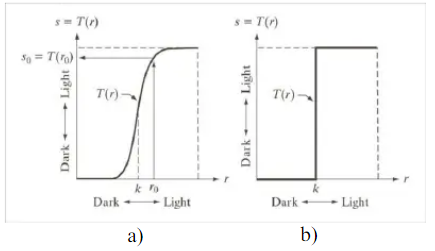 s = T(r)
s₀ = T(r₀)
T(r)
Dark Light
k r₀ r
Dark Light
a)
s = T(r)
T(r)
Dark Light
k r
Dark Light
b)